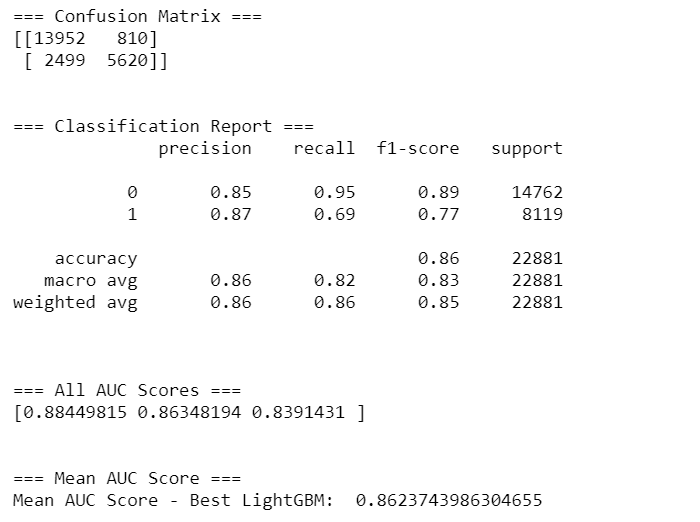 === Confusion Matrix ===
[[13952   810]
 [ 2499  5620]]
=== Classification Report ===
              precision    recall  f1-score   support
           0       0.85      0.95      0.89     14762
           1       0.87      0.69      0.77      8119
    accuracy                           0.86     22881
   macro avg       0.86      0.82      0.83     22881
weighted avg       0.86      0.86      0.85     22881
=== All AUC Scores ===
[0.88449815 0.86348194 0.8391431 ]
=== Mean AUC Score ===
Mean AUC Score - Best LightGBM:  0.8623743986304655